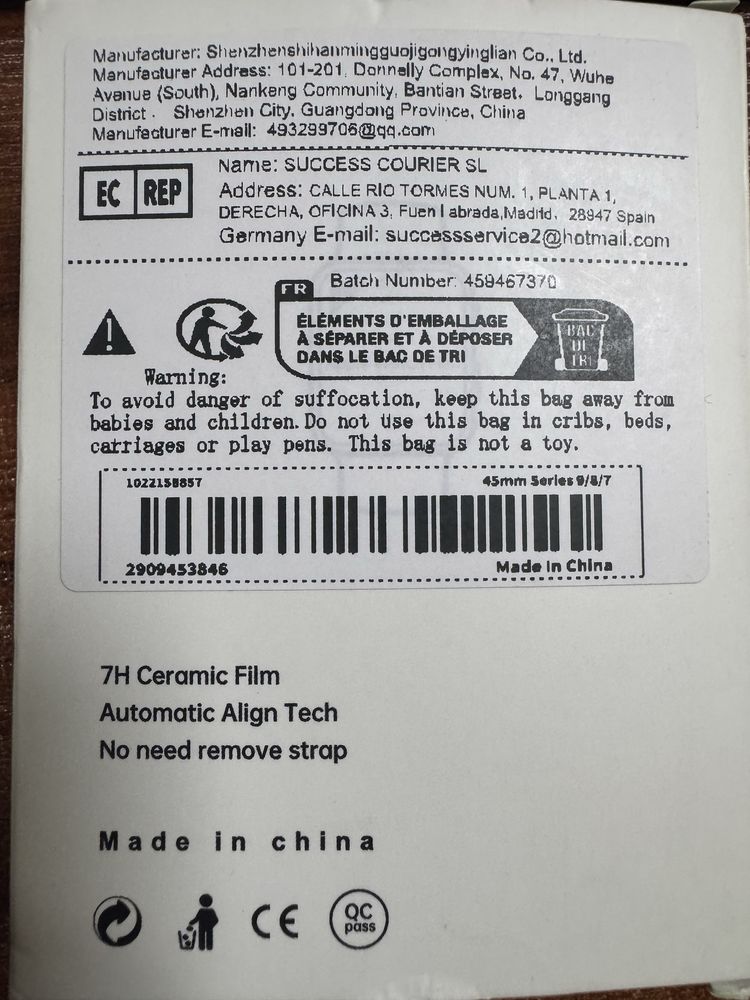 Manufacturer: Shenzhenshihanmingguojigongyinglian Co., Ltd.
Manufacturer Address: 101-201, Donnelly Complex, No. 47, Wuhe
Avenue (South), Nankeng Community, Bantian Street, Longgang
District, Shenzhen City, Guangdong Province, China
Manufacturer E-mail: 493299706@qq.com
EC REP
Name: SUCCESS COURIER SL
Address: CALLE RIO TORMES NUM. 1, PLANTA 1,
DERECHA, OFICINA 3, Fuenlabrada,Madrid, 28947 Spain
Germany E-mail: successservice2@hotmail.com
FR
Batch Number: 459467370
ÉLÉMENTS D'EMBALLAGE
À SÉPARER ET À DÉPOSER
DANS LE BAC DE TRI
BAC
DE
TRI
Warning:
To avoid danger of suffocation, keep this bag away from
babies and children. Do not use this bag in cribs, beds,
carriages or play pens. This bag is not a toy.
1022158857
45mm Series 9/8/7
2909453846
Made in China
7H Ceramic Film
Automatic Align Tech
No need remove strap
Made in china
CE
QC
pass